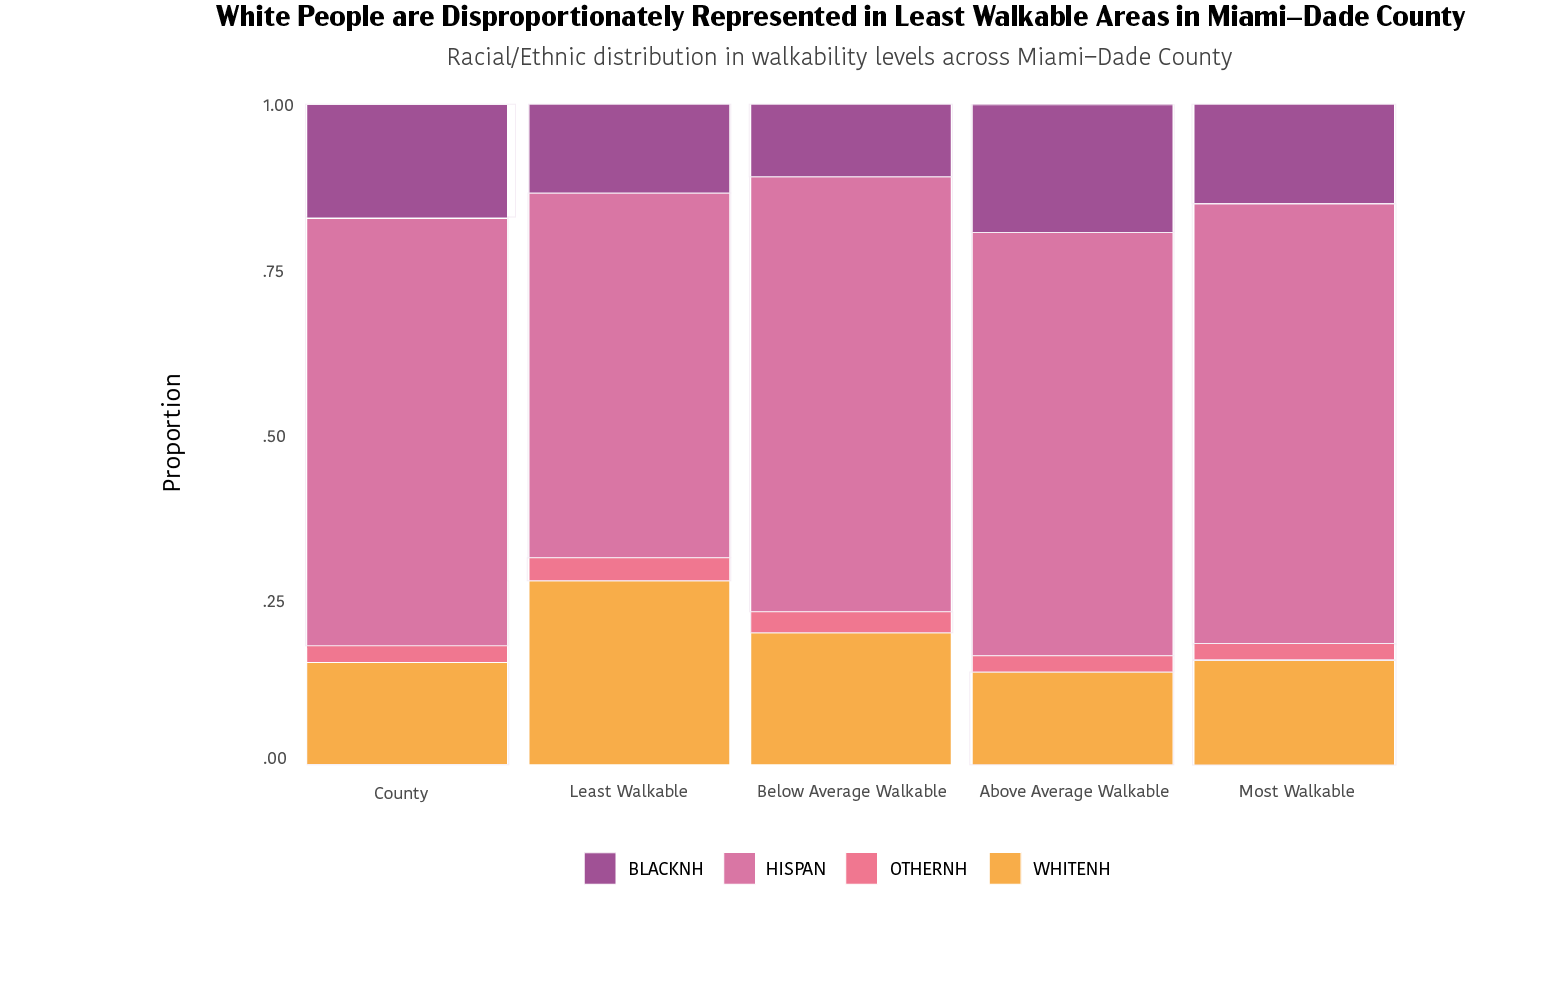 White People are Disproportionately Represented in Least Walkable Areas in Miami–Dade County
Racial/Ethnic distribution in walkability levels across Miami–Dade County
1.00
.75
.50
.25
.00
Proportion
County
Least Walkable
Below Average Walkable
Above Average Walkable
Most Walkable
BLACKNH
HISPAN
OTHERNH
WHITENH